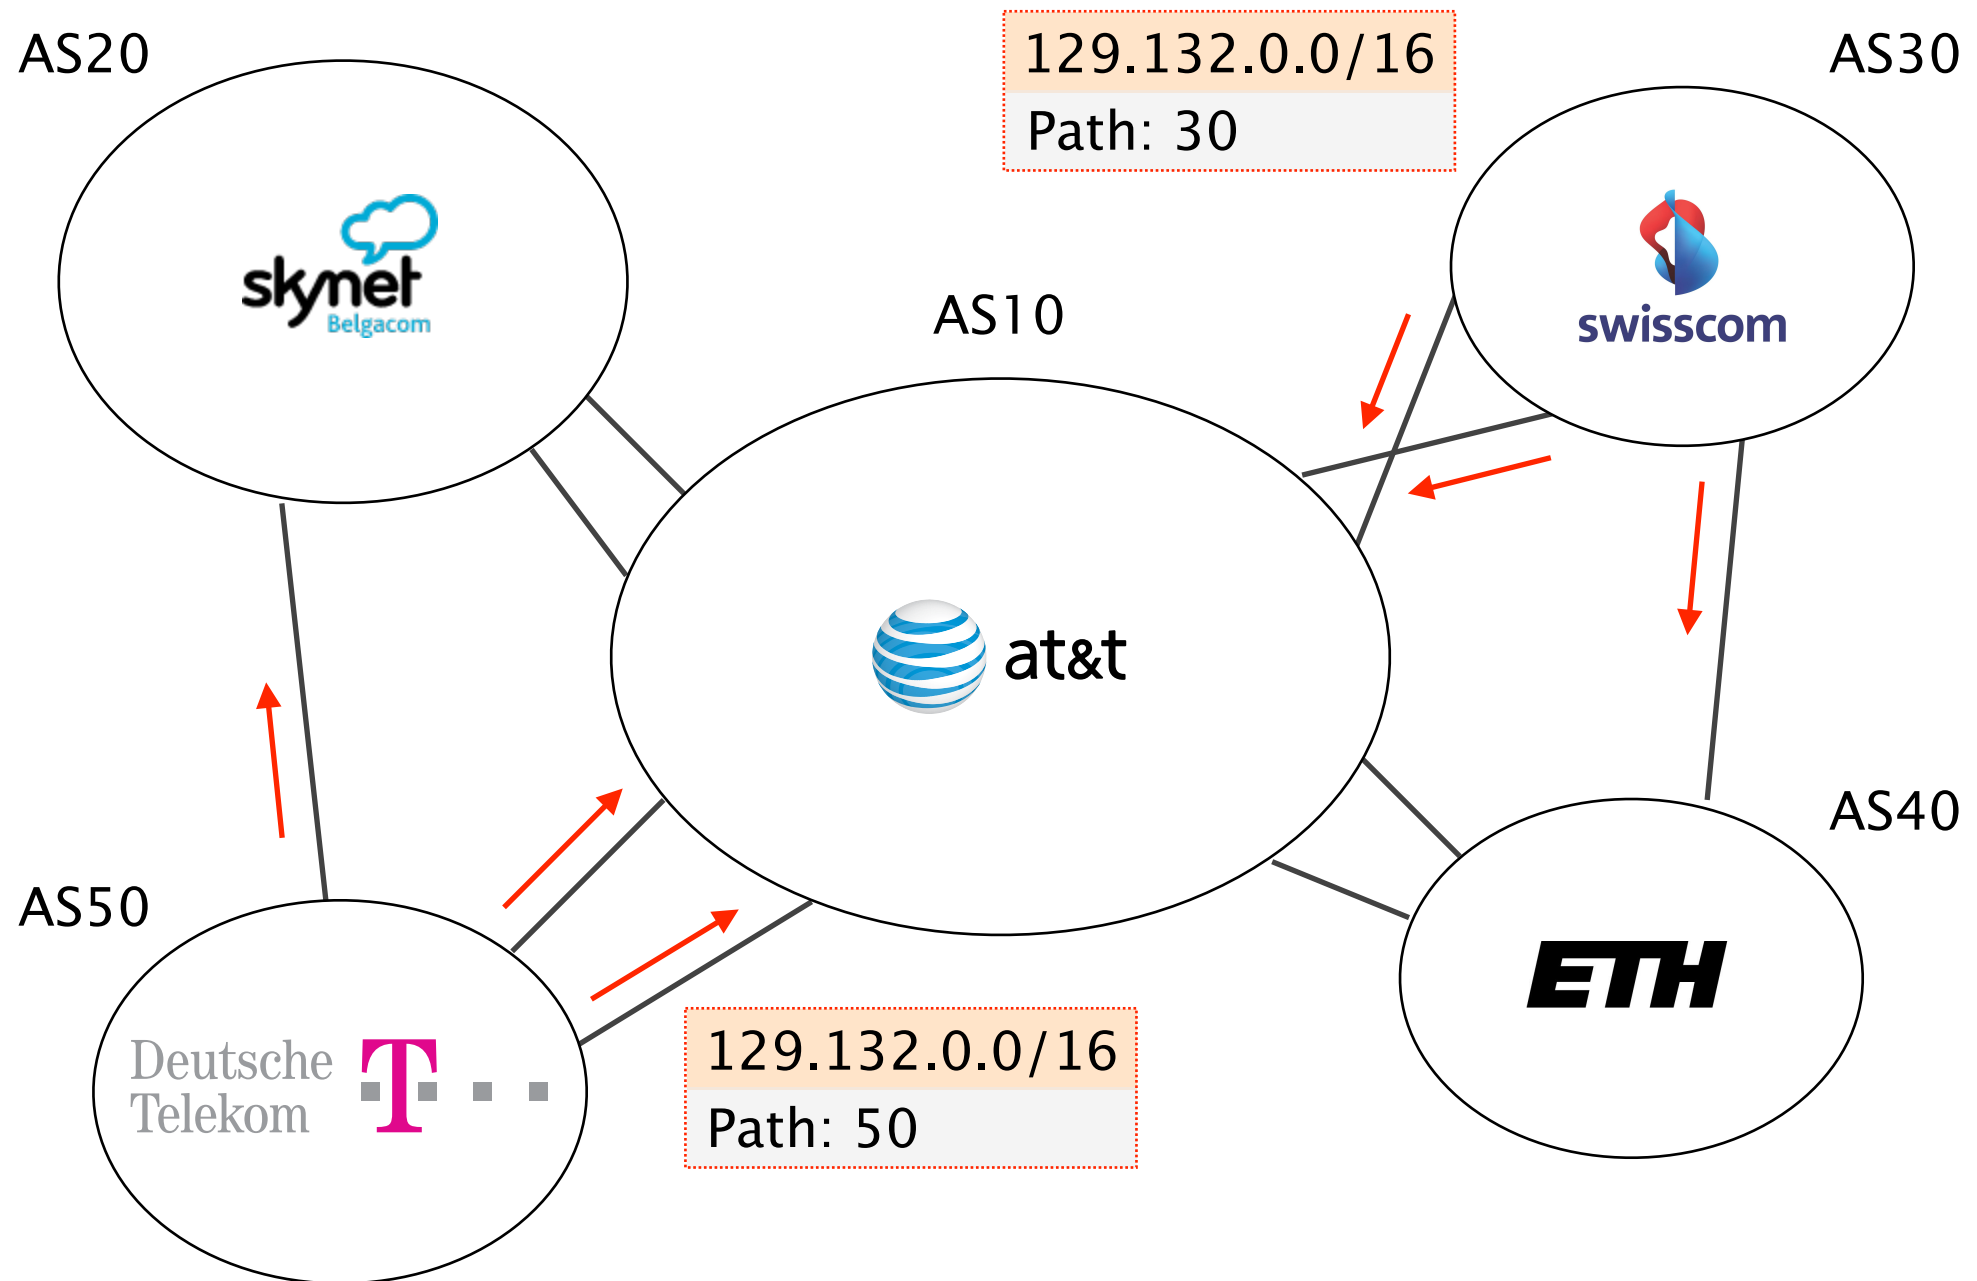 AS20
129.132.0.0/16
Path: 30
AS30
skynet
Belgacom
swisscom
AS10
at&t
AS40
AS50
ETH
Deutsche
Telekom
T
129.132.0.0/16
Path: 50